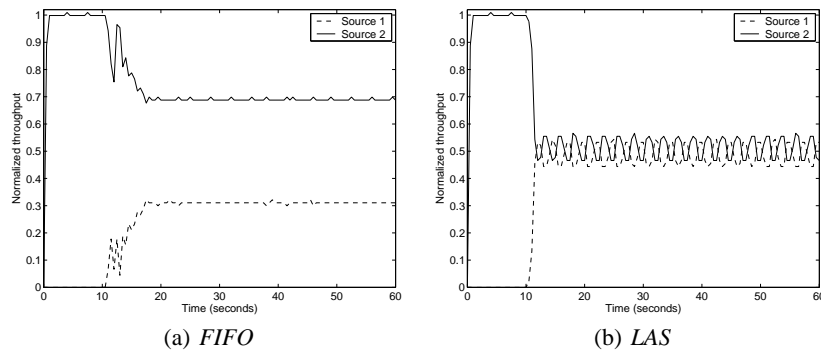 Source 1
Source 2
Normalized throughput
1
0.9
0.8
0.7
0.6
0.5
0.4
0.3
0.2
0.1
0
0 10 20 30 40 50 60
Time (seconds)
(a) FIFO
Source 1
Source 2
Normalized throughput
1
0.9
0.8
0.7
0.6
0.5
0.4
0.3
0.2
0.1
0
0 10 20 30 40 50 60
Time (seconds)
(b) LAS